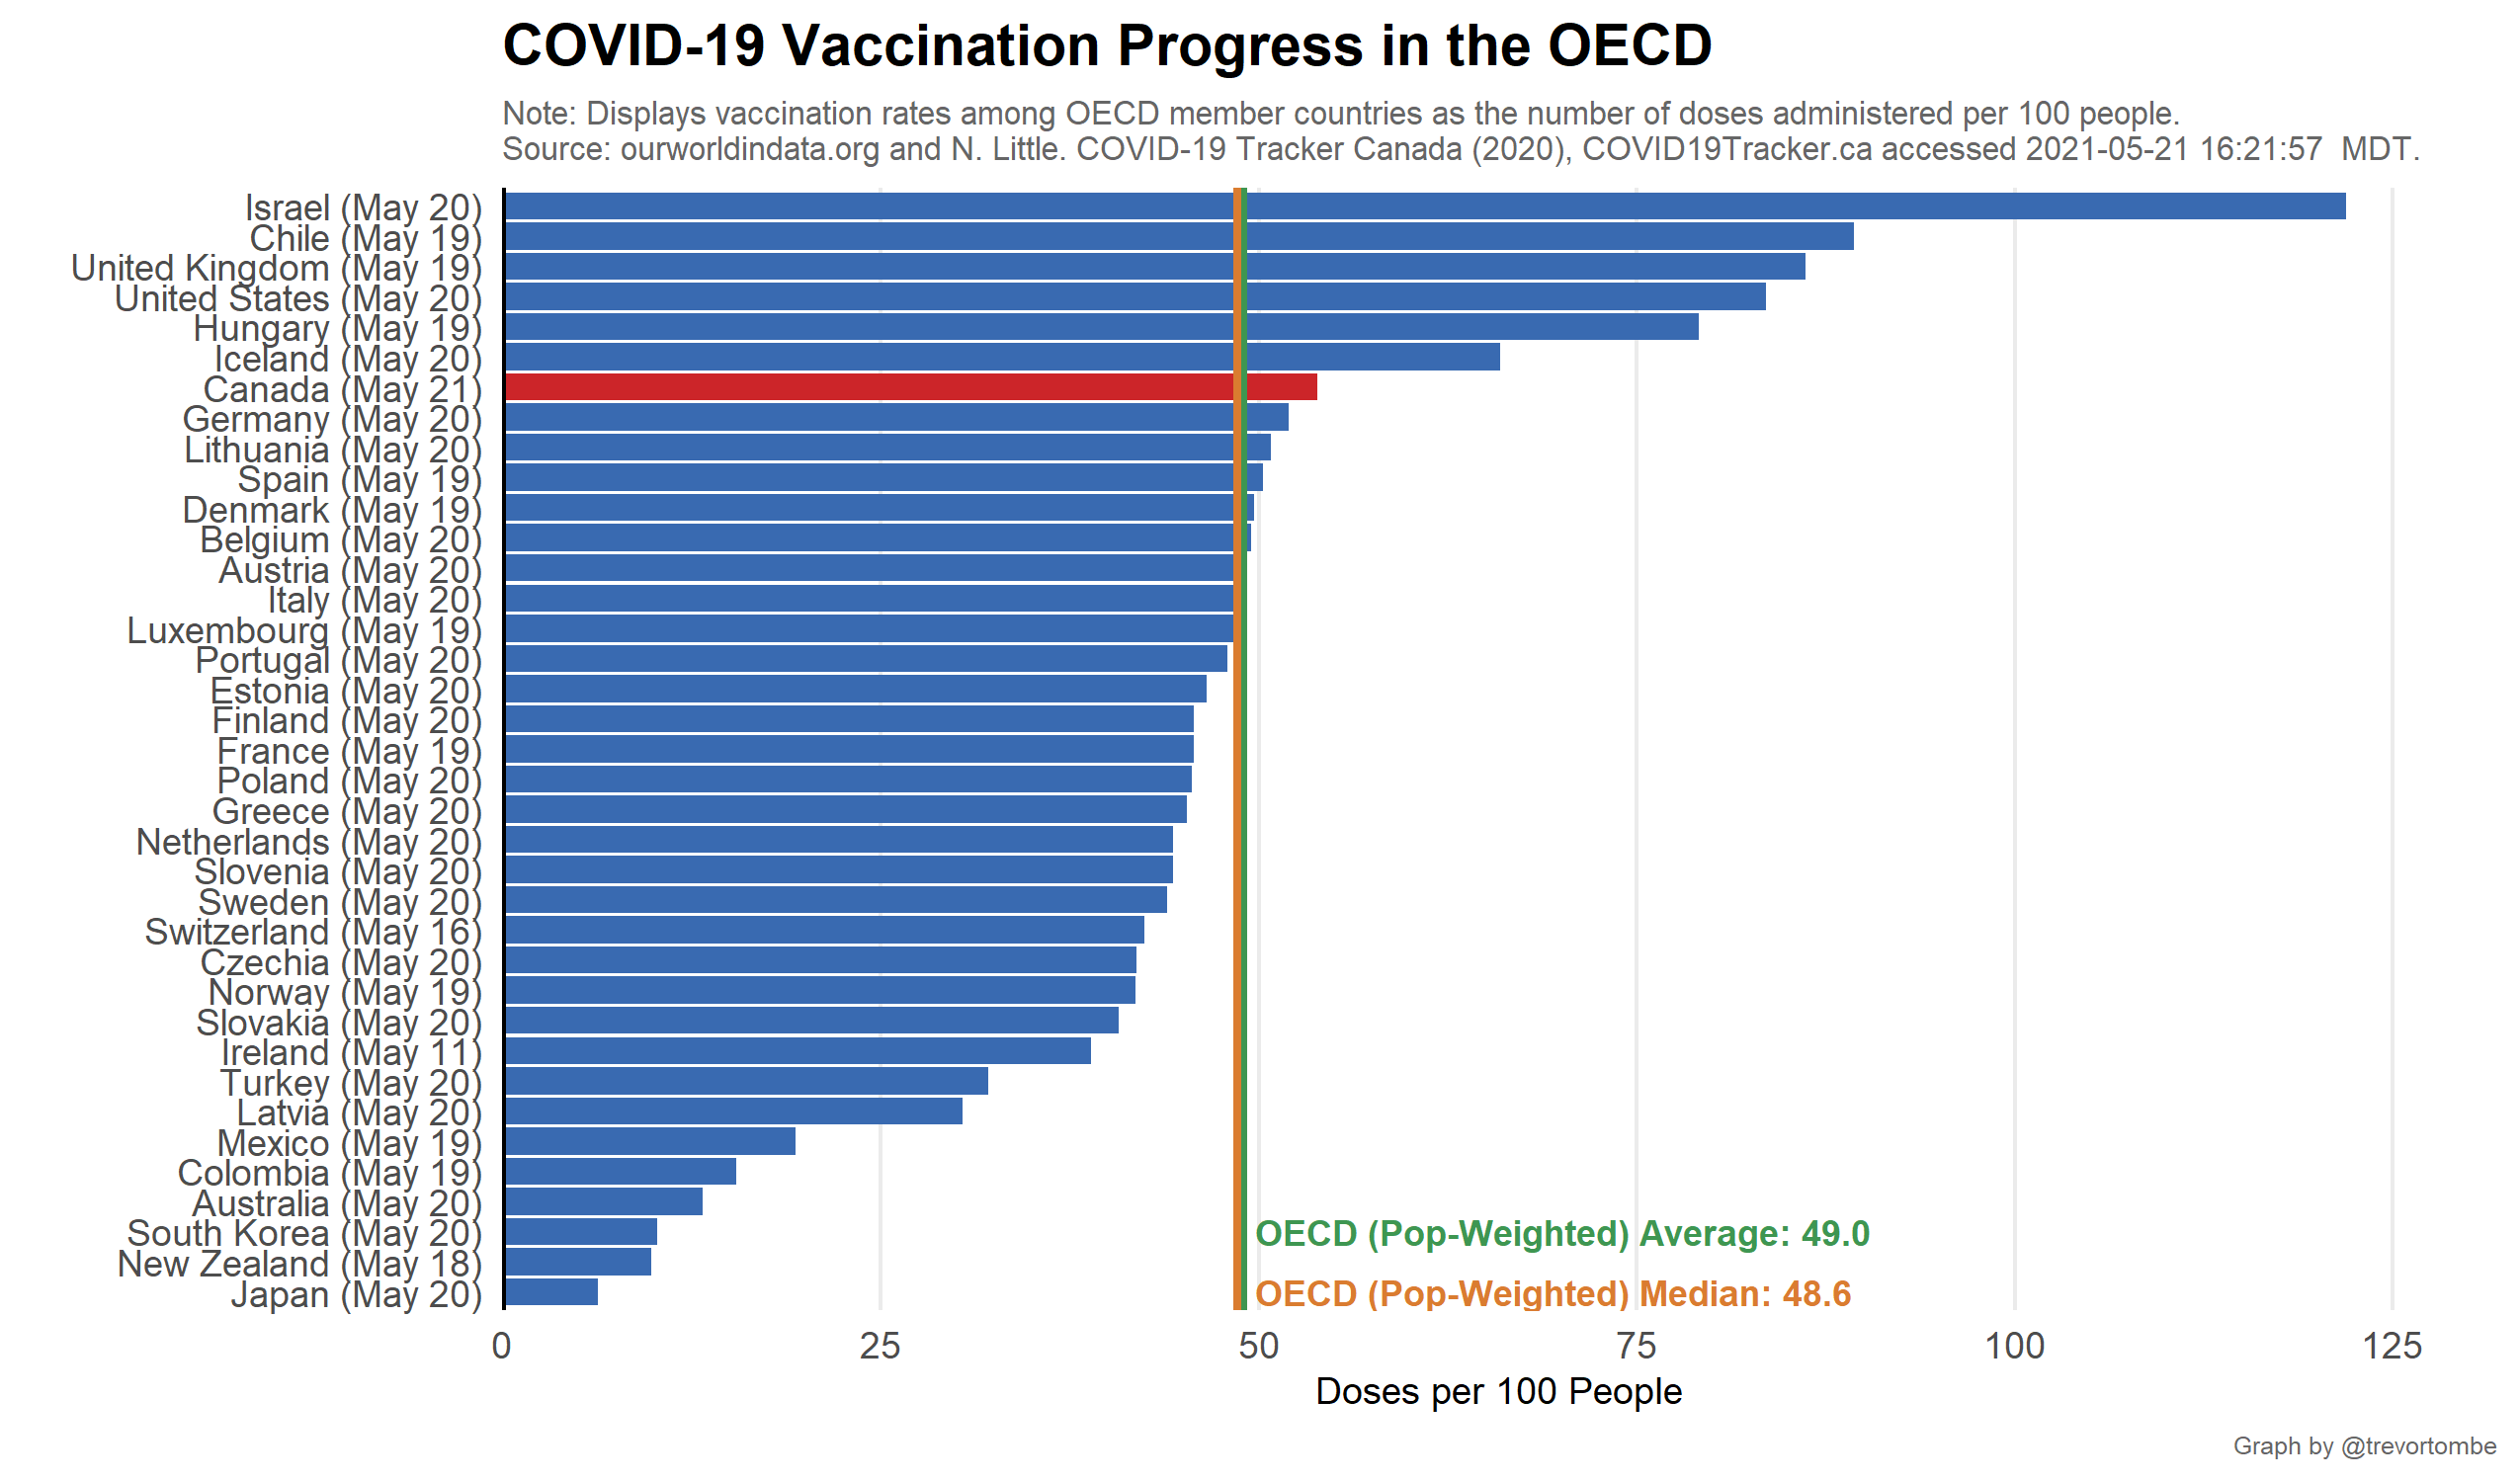 COVID-19 Vaccination Progress in the OECD
Note: Displays vaccination rates among OECD member countries as the number of doses administered per 100 people.
Source: ourworldindata.org and N. Little. COVID-19 Tracker Canada (2020), COVID19Tracker.ca accessed 2021-05-21 16:21:57  MDT.
Israel (May 20)
Chile (May 19)
United Kingdom (May 19)
United States (May 20)
Hungary (May 19)
Iceland (May 20)
Canada (May 21)
Germany (May 20)
Lithuania (May 20)
Spain (May 19)
Denmark (May 19)
Belgium (May 20)
Austria (May 20)
Italy (May 20)
Luxembourg (May 19)
Portugal (May 20)
Estonia (May 20)
Finland (May 20)
France (May 19)
Poland (May 20)
Greece (May 20)
Netherlands (May 20)
Slovenia (May 20)
Sweden (May 20)
Switzerland (May 16)
Czechia (May 20)
Norway (May 19)
Slovakia (May 20)
Ireland (May 11)
Turkey (May 20)
Latvia (May 20)
Mexico (May 19)
Colombia (May 19)
Australia (May 20)
South Korea (May 20)
OECD (Pop-Weighted) Average: 49.0
New Zealand (May 18)
Japan (May 20)
OECD (Pop-Weighted) Median: 48.6
0 25 50 75 100 125
Doses per 100 People
Graph by @trevortombe